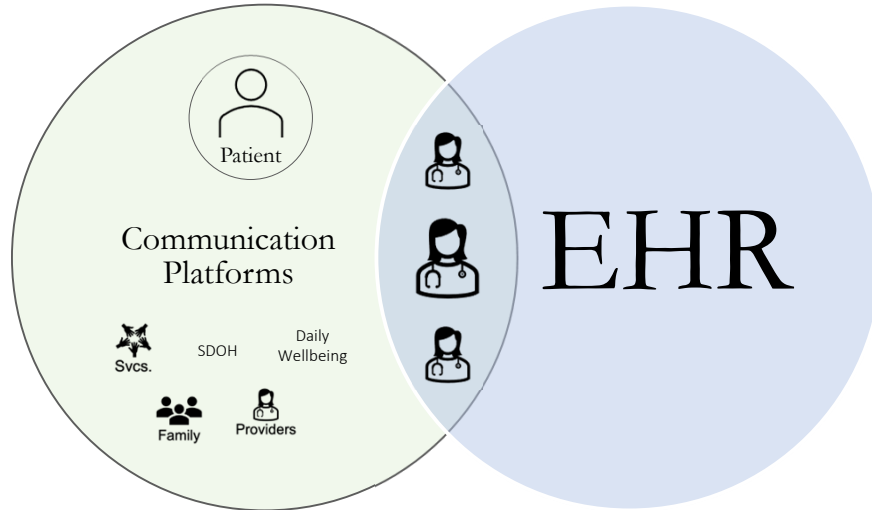 Patient
Communication
Platforms
EHR
Svcs.
SDOH
Daily
Wellbeing
Family
Providers